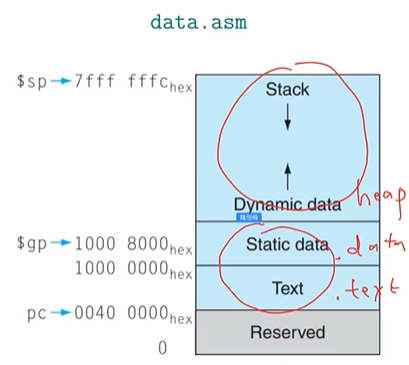 data.asm
$sp 7fff fffc hex
Stack
Dynamic data heap
$gp 1000 8000 hex
Static data .data
1000 0000 hex
Text .text
pc 0040 0000 hex
Reserved
0